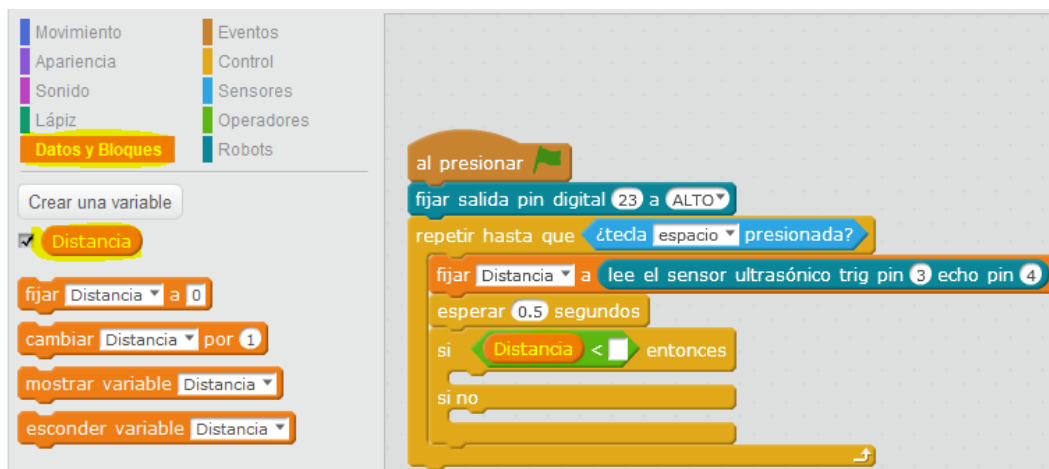 Movimiento
Eventos
Apariencia
Control
Sonido
Sensores
Lápiz
Operadores
Datos y Bloques
Robots
Crear una variable
Distancia
fijar Distancia a 0
cambiar Distancia por 1
mostrar variable Distancia
esconder variable Distancia
al presionar
fijar salida pin digital 23 a ALTO
repetir hasta que ¿tecla espacio presionada?
fijar Distancia a lee el sensor ultrasónico trig pin 3 echo pin 4
esperar 0.5 segundos
si Distancia < entonces
si no